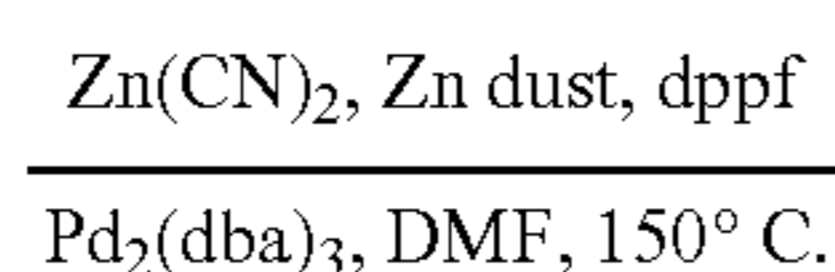 Zn(CN)₂, Zn dust, dppf
Pd₂(dba)₃, DMF, 150° C.